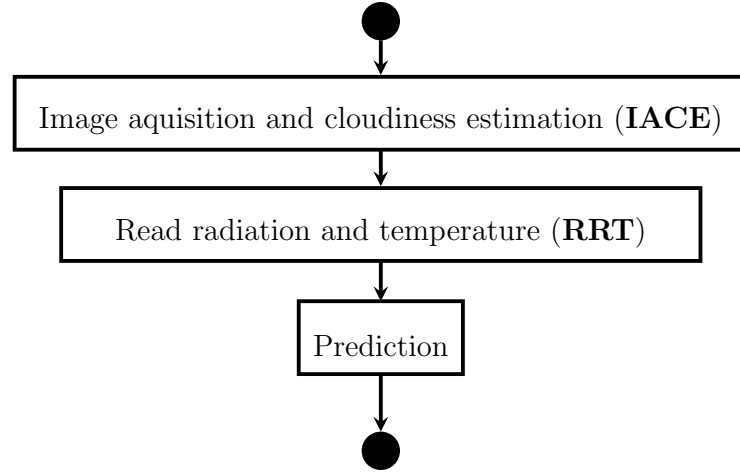 Image aquisition and cloudiness estimation (IACE)
Read radiation and temperature (RRT)
Prediction